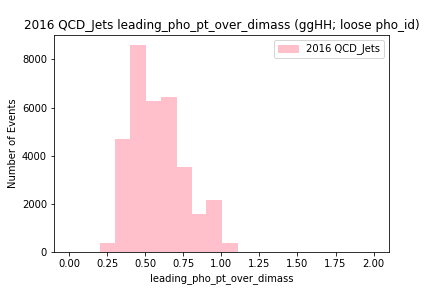 2016 QCD_Jets leading_pho_pt_over_dimass (ggHH; loose pho_id)
2016 QCD_Jets
Number of Events
8000
6000
4000
2000
0
0.00 0.25 0.50 0.75 1.00 1.25 1.50 1.75 2.00
leading_pho_pt_over_dimass